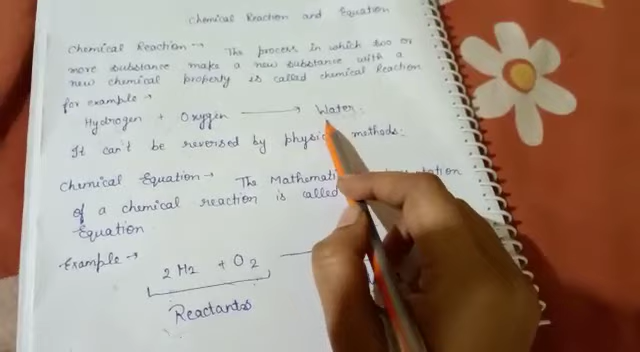 Chemical Reaction and Equation
Chemical Reaction → The process in which two or
more substance make a new substance with a
new chemical property is called chemical Reaction
for example →
Hydrogen + Oxygen ⟶ Water.
It can't be reversed by methods.
Chemical Equation → The
of a chemical reaction is called
Equation
Example →
2 H2 + O2
Reactants